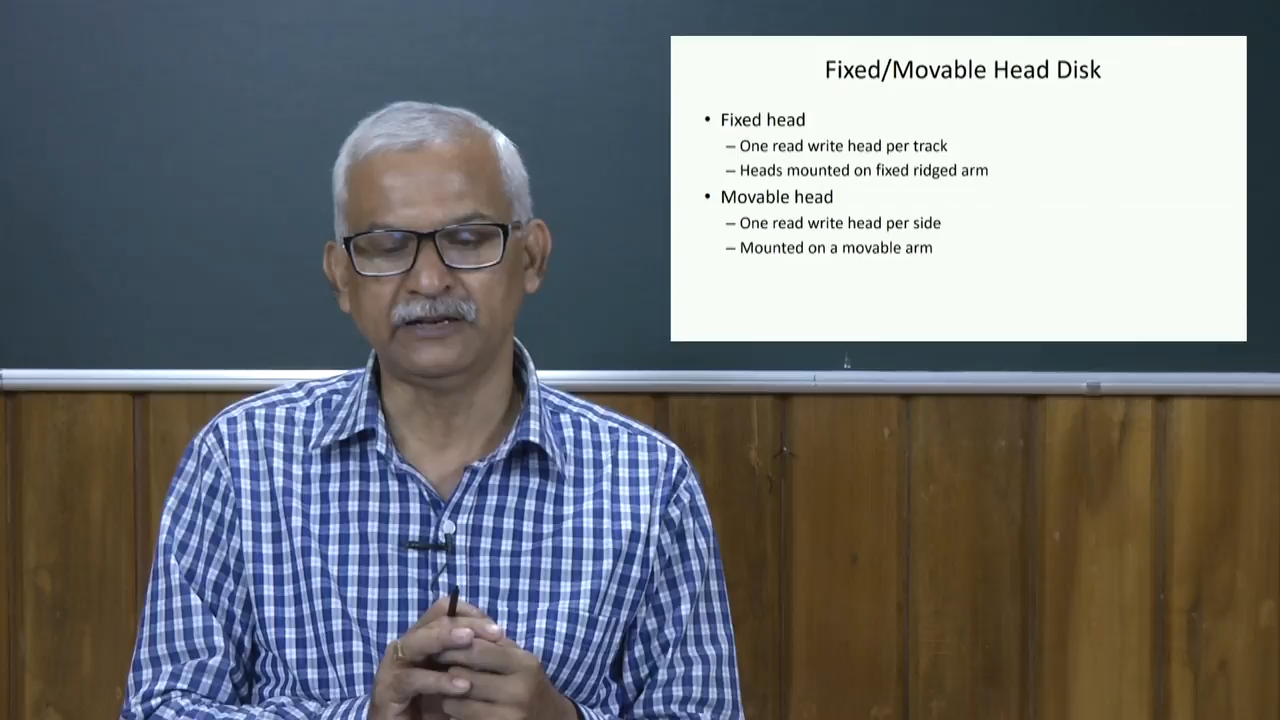 Fixed/Movable Head Disk
• Fixed head
– One read write head per track
– Heads mounted on fixed ridged arm
• Movable head
– One read write head per side
– Mounted on a movable arm